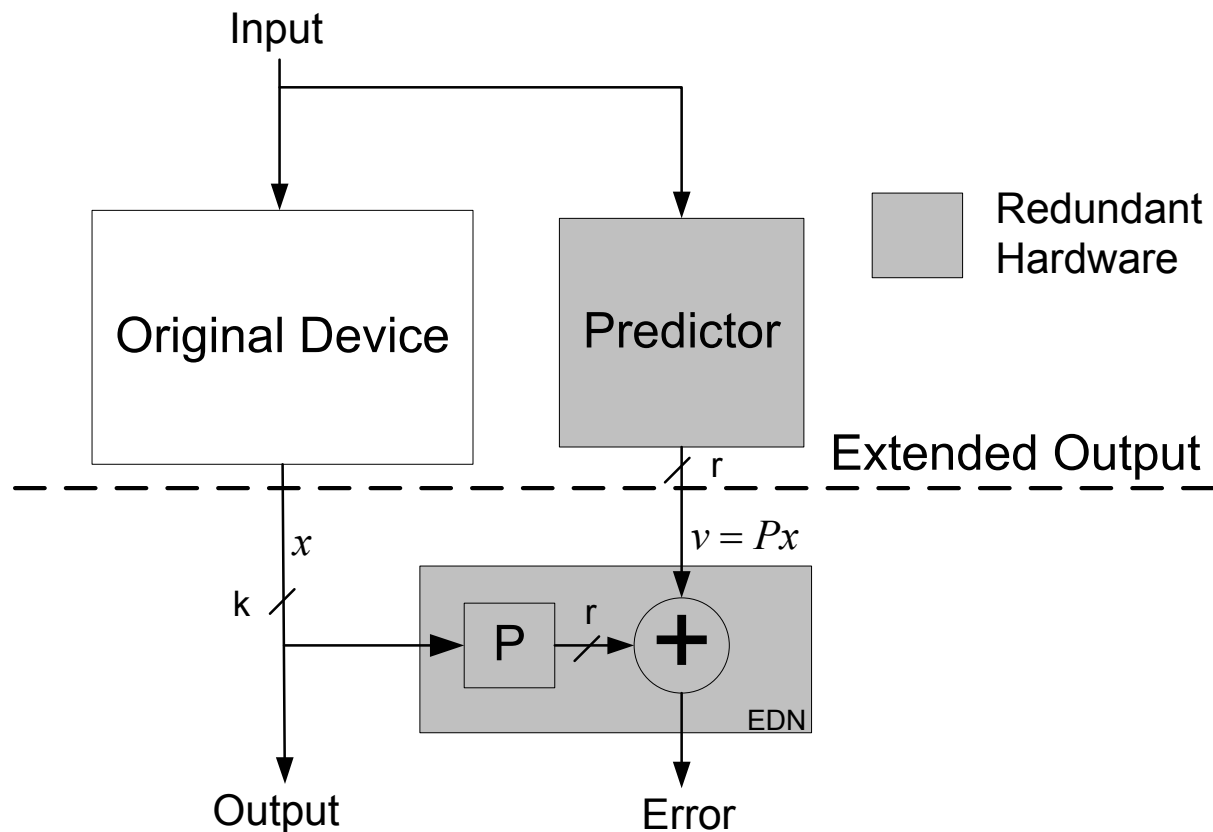 Input
Original Device
Predictor
Redundant
Hardware
r
Extended Output
x
v = Px
k
P
r
+
EDN
Output
Error